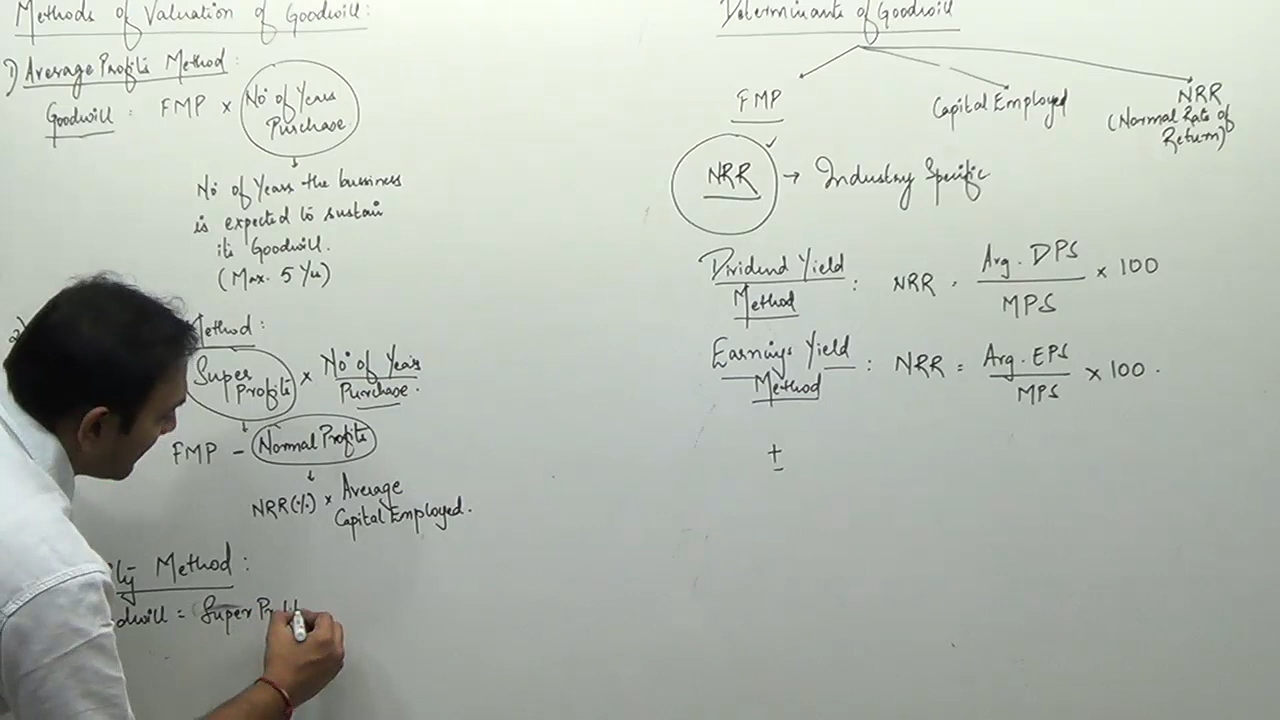 Methods of Valuation of Goodwill:
1) Average Profits Method:
Goodwill: FMP × No of Years
Purchase
No of Years the bussiness
is expected to sustain
its Goodwill.
(Max. 5 Yrs)
Method:
Super
Profits × No of Years
Purchase.
FMP - Normal Profits
NRR(%) × Average
Capital Employed.
Method:
= (Super
Determinants of Goodwill
FMP
Capital Employed
NRR
(Normal Rate of
Return)
NRR → Industry Specific
Dividend Yield
Method : NRR = Avg. DPS
MPS
× 100
Earnings Yield
Method : NRR = Avg. EPS
MPS
× 100.
±